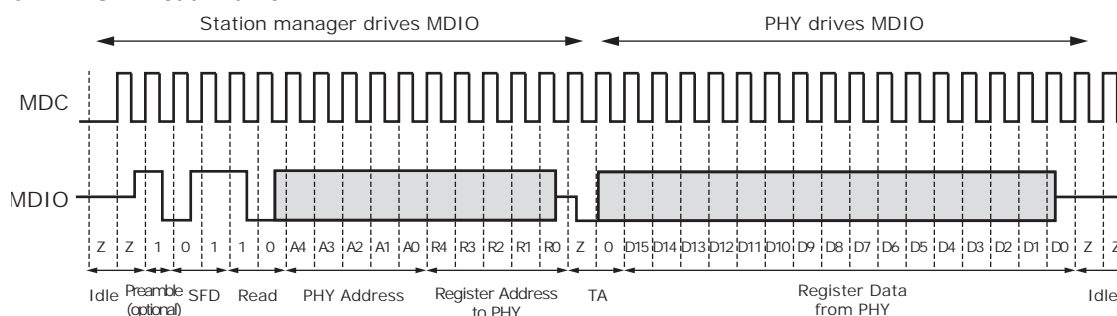 Station manager drives MDIO PHY drives MDIO
MDC
MDIO
Z Z 1 0 1 1 0 A4 A3 A2 A1 A0 R4 R3 R2 R1 R0 Z 0 D15 D14 D13 D12 D11 D10 D9 D8 D7 D6 D5 D4 D3 D2 D1 D0 Z Z
Idle Preamble (optional) SFD Read PHY Address Register Address to PHY TA Register Data from PHY Idle